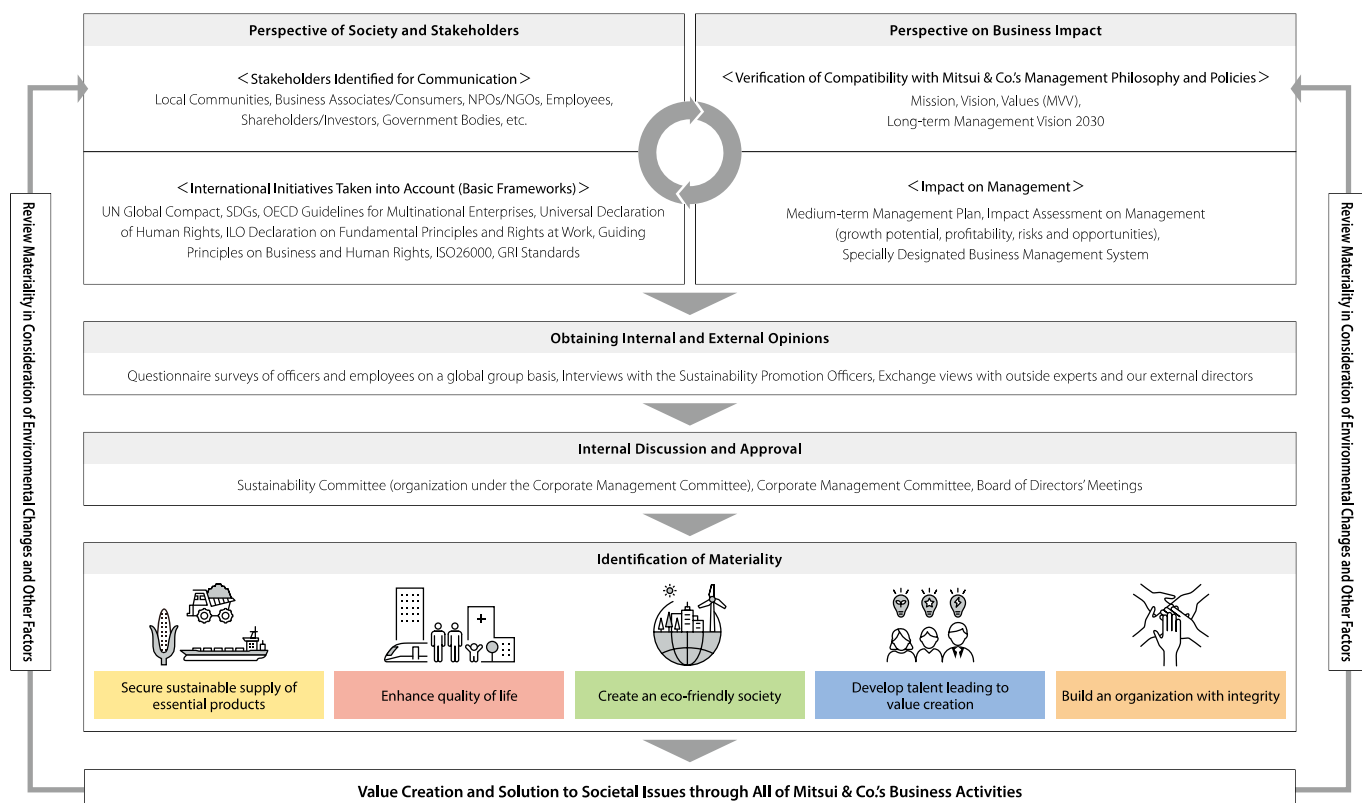 Perspective of Society and Stakeholders
<Stakeholders Identified for Communication>
Local Communities, Business Associates/Consumers, NPOs/NGOs, Employees,
Shareholders/Investors, Government Bodies, etc.
<International Initiatives Taken into Account (Basic Frameworks)>
UN Global Compact, SDGs, OECD Guidelines for Multinational Enterprises, Universal Declaration
of Human Rights, ILO Declaration on Fundamental Principles and Rights at Work, Guiding
Principles on Business and Human Rights, ISO26000, GRI Standards
Perspective on Business Impact
<Verification of Compatibility with Mitsui & Co.'s Management Philosophy and Policies>
Mission, Vision, Values (MVV),
Long-term Management Vision 2030
<Impact on Management>
Medium-term Management Plan, Impact Assessment on Management
(growth potential, profitability, risks and opportunities),
Specially Designated Business Management System
Review Materiality in Consideration of Environmental Changes and Other Factors
Review Materiality in Consideration of Environmental Changes and Other Factors
Obtaining Internal and External Opinions
Questionnaire surveys of officers and employees on a global group basis, Interviews with the Sustainability Promotion Officers, Exchange views with outside experts and our external directors
Internal Discussion and Approval
Sustainability Committee (organization under the Corporate Management Committee), Corporate Management Committee, Board of Directors' Meetings
Identification of Materiality
Secure sustainable supply of
essential products
Enhance quality of life
Create an eco-friendly society
Develop talent leading to
value creation
Build an organization with integrity
Value Creation and Solution to Societal Issues through All of Mitsui & Co.'s Business Activities